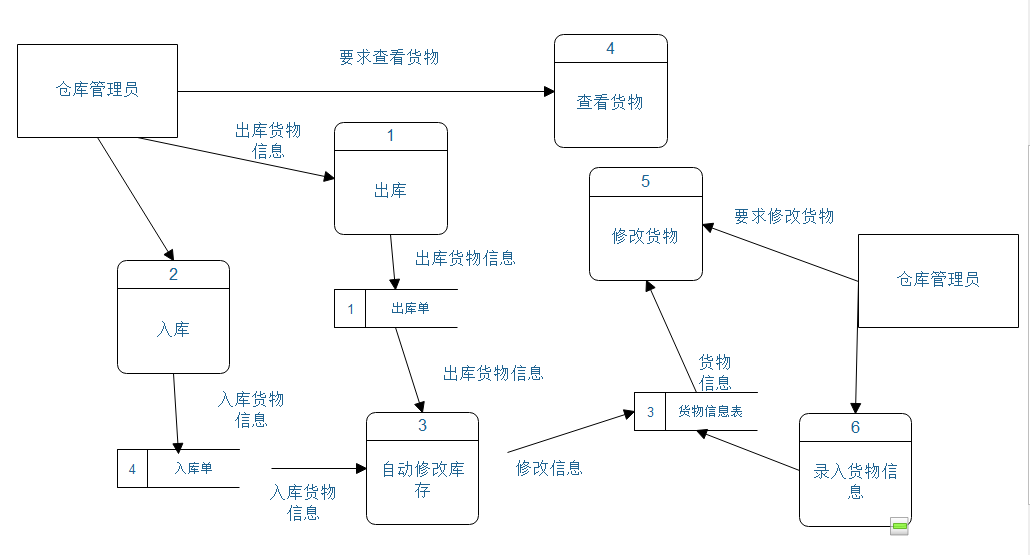 要求查看货物
4
查看货物
仓库管理员
出库货物
信息
1
出库
5
修改货物
要求修改货物
仓库管理员
出库货物信息
2
入库
1
出库单
出库货物信息
货物
信息
入库货物
信息
3
货物信息表
3
自动修改库
存
6
录入货物信
息
4
入库单
修改信息
入库货物
信息